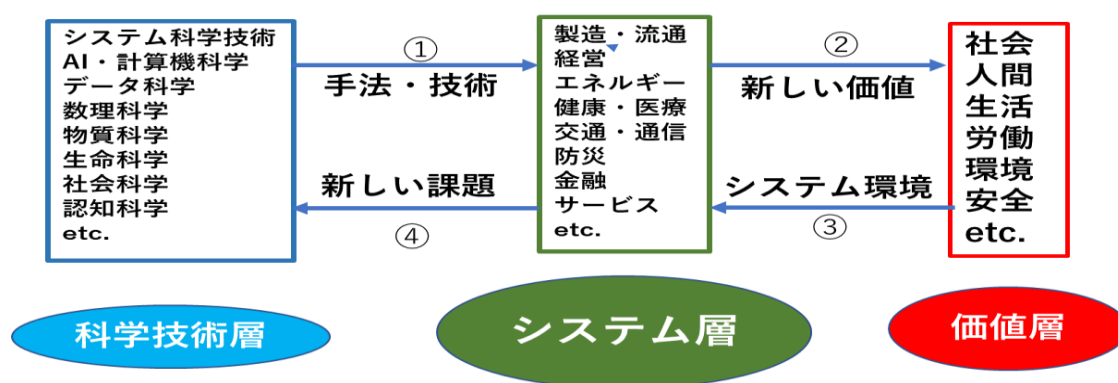 システム科学技術
AI・計算機科学
データ科学
数理科学
物質科学
生命科学
社会科学
認知科学
etc.
①
手法・技術
新しい課題
④
製造・流通
経営
エネルギー
健康・医療
交通・通信
防災
金融
サービス
etc.
②
新しい価値
システム環境
③
社会
人間
生活
労働
環境
安全
etc.
科学技術層
システム層
価値層